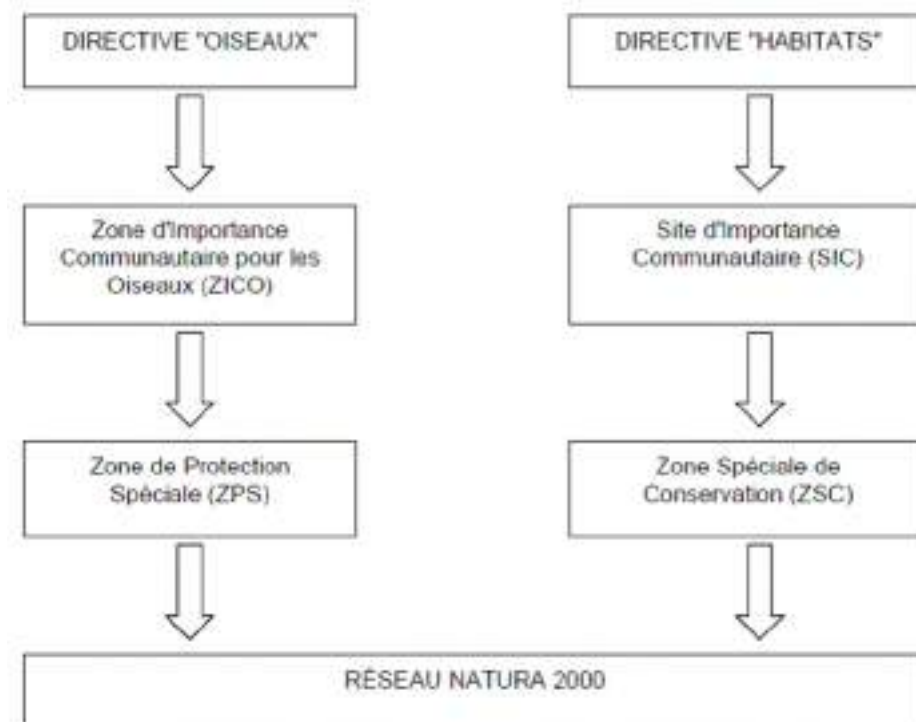 DIRECTIVE "OISEAUX"
DIRECTIVE "HABITATS"
Zone d'Importance
Communautaire pour les
Oiseaux (ZICO)
Site d'Importance
Communautaire (SIC)
Zone de Protection
Spéciale (ZPS)
Zone Spéciale de
Conservation (ZSC)
RÉSEAU NATURA 2000